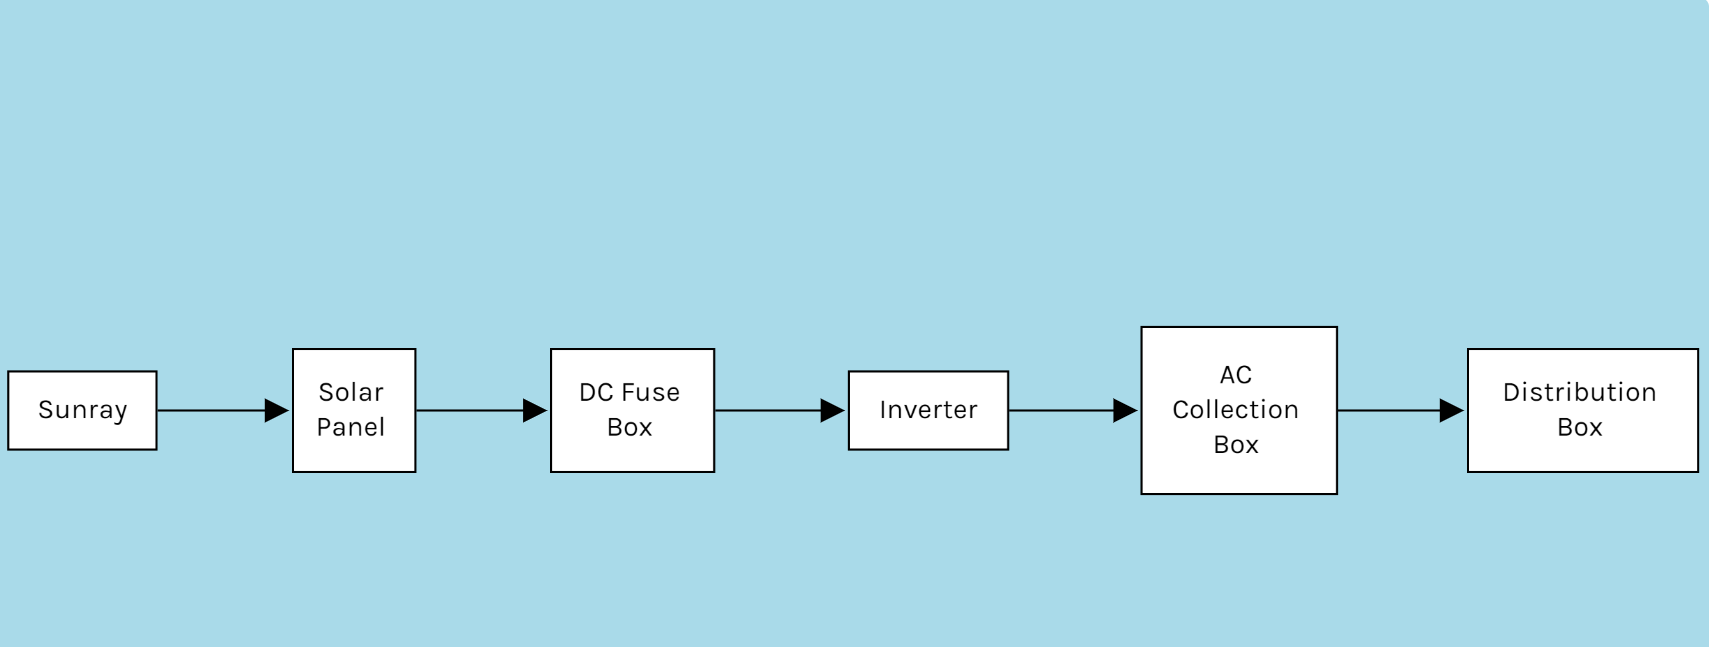 Sunray
Solar
Panel
DC Fuse
Box
Inverter
AC
Collection
Box
Distribution
Box